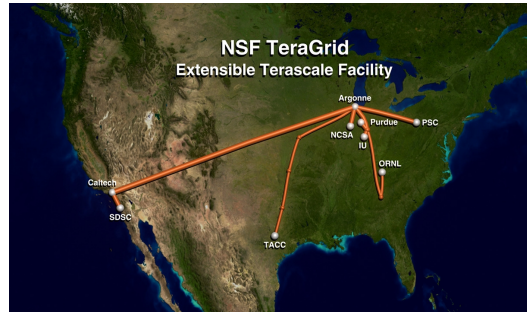 NSF TeraGrid
Extensible Terascale Facility
Argonne
NCSA
Purdue
PSC
IU
ORNL
Caltech
SDSC
TACC